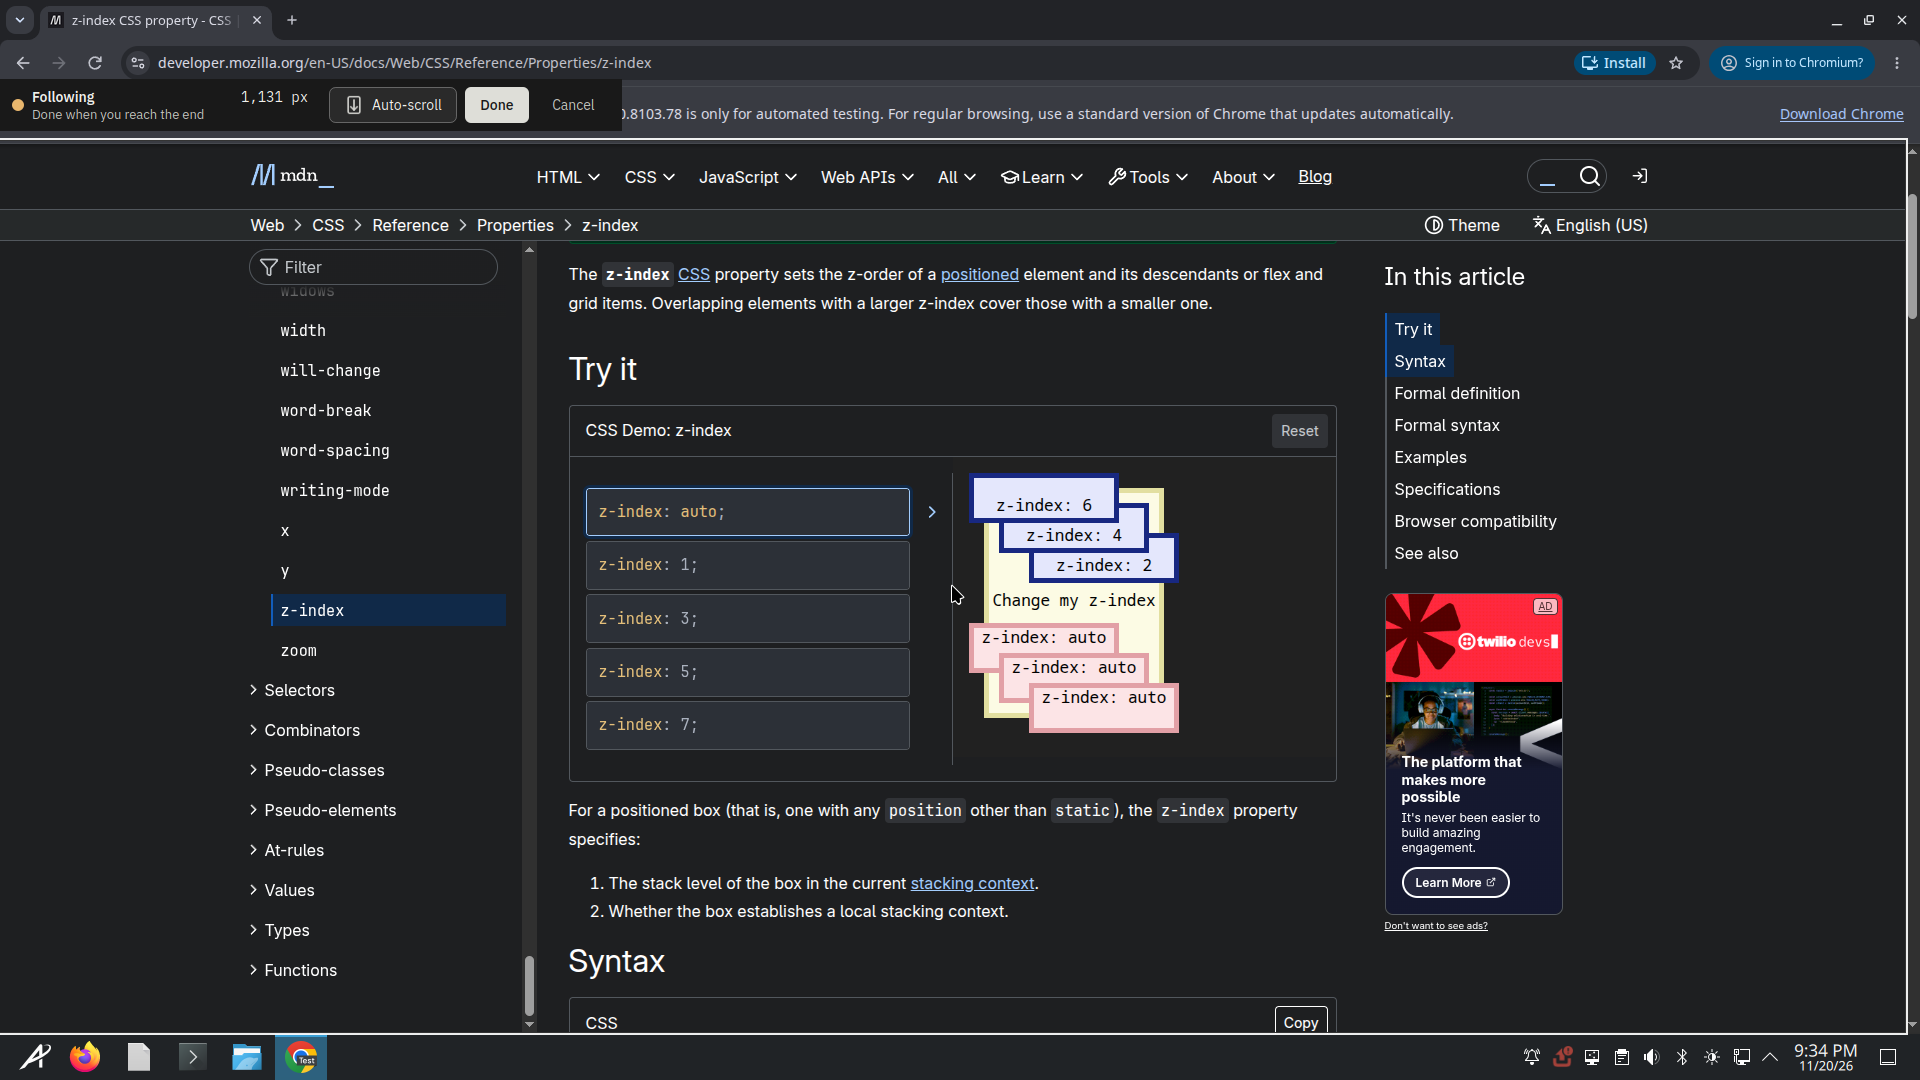 z-index CSS property - CSS
developer.mozilla.org/en-US/docs/Web/CSS/Reference/Properties/z-index
Install
Sign in to Chromium?
Following
Done when you reach the end
1,131 px
Auto-scroll
Done
Cancel
0.8103.78 is only for automated testing. For regular browsing, use a standard version of Chrome that updates automatically.
Download Chrome
mdn_
HTML
CSS
JavaScript
Web APIs
All
Learn
Tools
About
Blog
Web > CSS > Reference > Properties > z-index
Theme
English (US)
Filter
widows
width
will-change
word-break
word-spacing
writing-mode
x
y
z-index
zoom
Selectors
Combinators
Pseudo-classes
Pseudo-elements
At-rules
Values
Types
Functions
The z-index CSS property sets the z-order of a positioned element and its descendants or flex and
grid items. Overlapping elements with a larger z-index cover those with a smaller one.
Try it
CSS Demo: z-index
Reset
z-index: auto;
z-index: 1;
z-index: 3;
z-index: 5;
z-index: 7;
z-index: 6
z-index: 4
z-index: 2
Change my z-index
z-index: auto
z-index: auto
z-index: auto
For a positioned box (that is, one with any position other than static), the z-index property
specifies:
1. The stack level of the box in the current stacking context.
2. Whether the box establishes a local stacking context.
Syntax
CSS
Copy
In this article
Try it
Syntax
Formal definition
Formal syntax
Examples
Specifications
Browser compatibility
See also
AD
twilio devs
The platform that
makes more
possible
It's never been easier to
build amazing
engagement.
Learn More
Don't want to see ads?
Test
9:34 PM
11/20/26